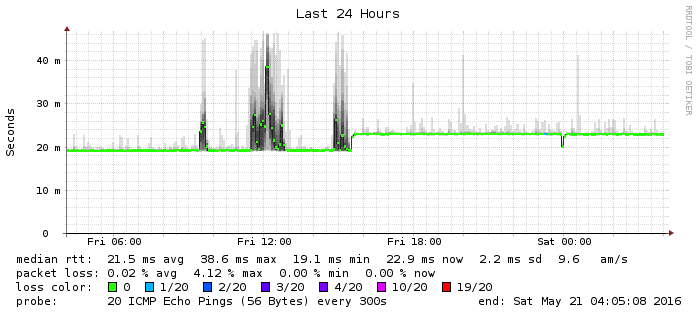 Last 24 Hours
RRDTOOL / TOBI OETIKER
Seconds
40 m
30 m
20 m
10 m
0
Fri 06:00 Fri 12:00 Fri 18:00 Sat 00:00
median rtt: 21.5 ms avg 38.6 ms max 19.1 ms min 22.9 ms now 2.2 ms sd 9.6 am/s
packet loss: 0.02 % avg 4.12 % max 0.00 % min 0.00 % now
loss color: 0 1/20 2/20 3/20 4/20 10/20 19/20
probe: 20 ICMP Echo Pings (56 Bytes) every 300s end: Sat May 21 04:05:08 2016